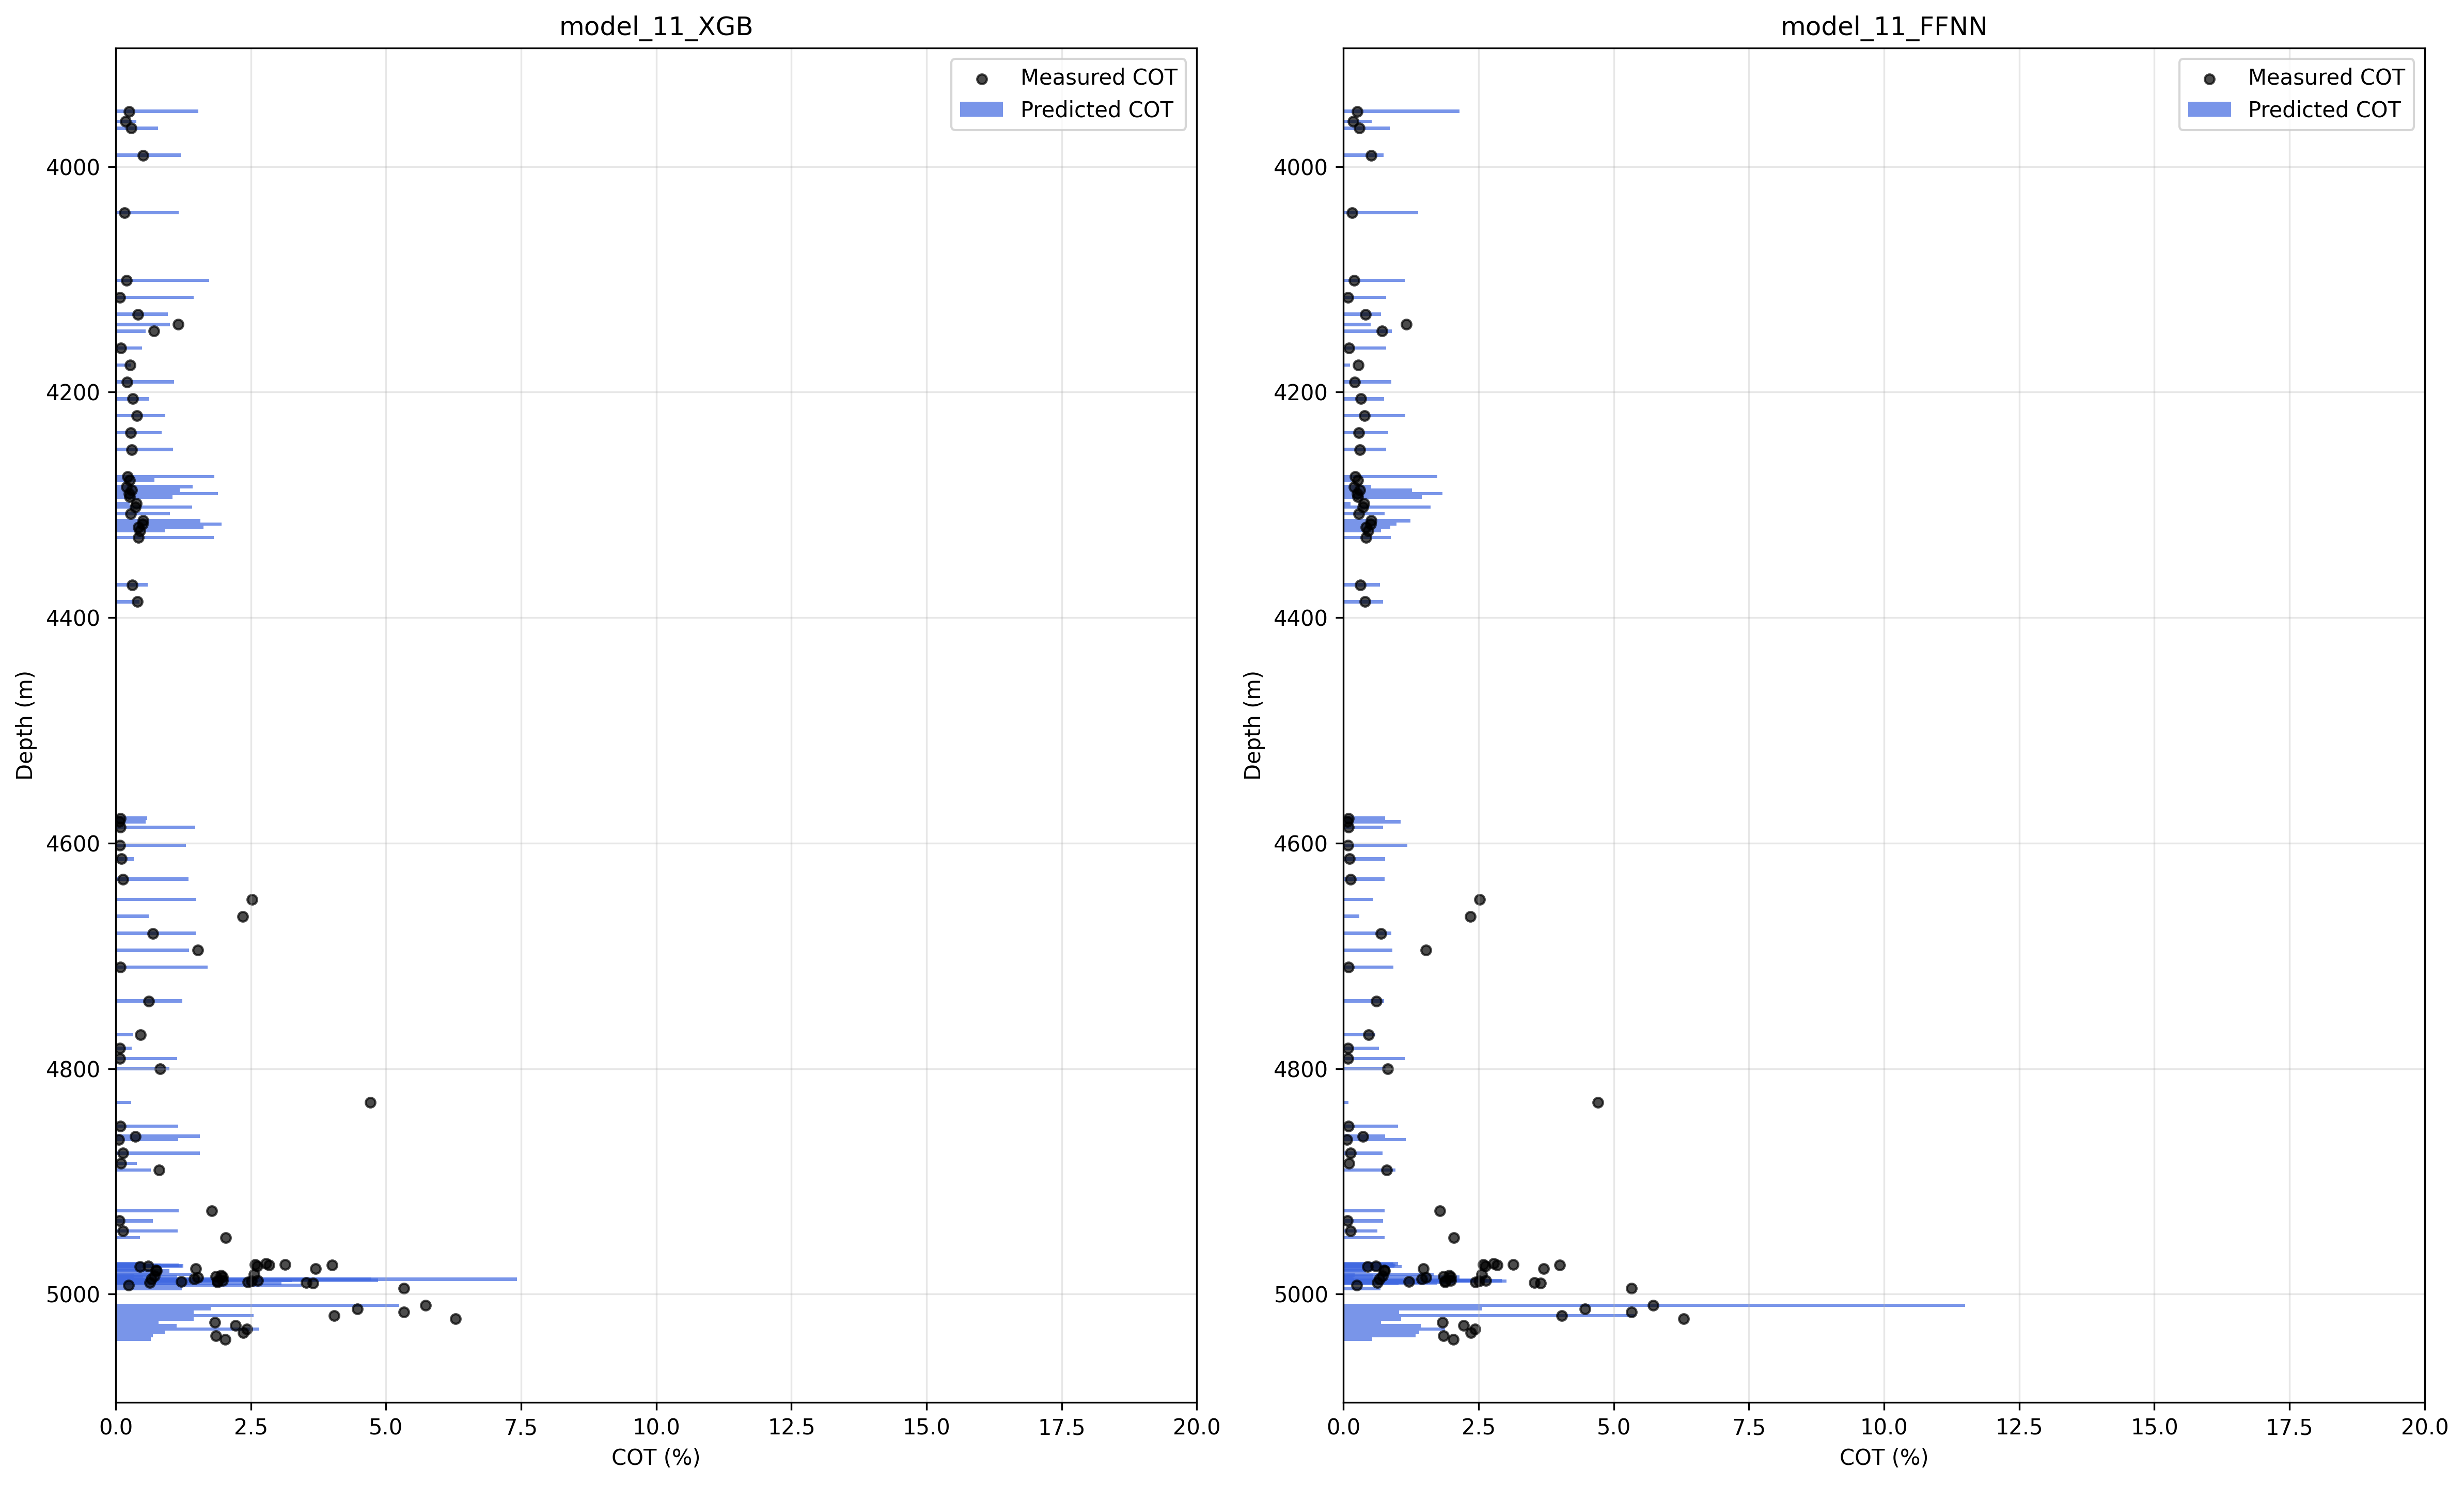 model_11_XGB
Measured COT
Predicted COT
4000
4200
4400
4600
4800
5000
Depth (m)
0.0 2.5 5.0 7.5 10.0 12.5 15.0 17.5 20.0
COT (%)
model_11_FFNN
Measured COT
Predicted COT
4000
4200
4400
4600
4800
5000
Depth (m)
0.0 2.5 5.0 7.5 10.0 12.5 15.0 17.5 20.0
COT (%)